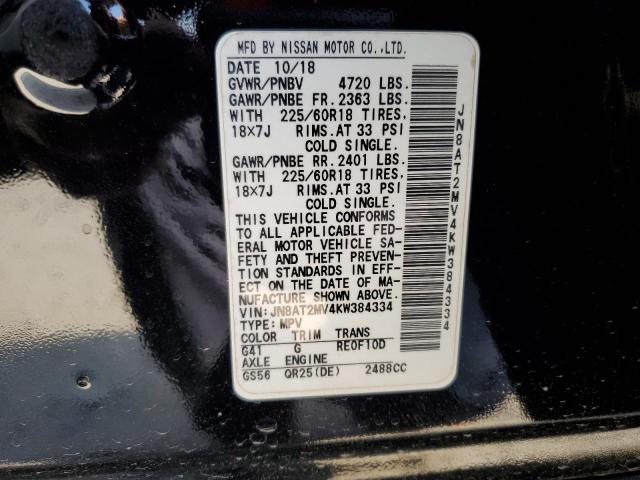 MFD BY NISSAN MOTOR CO.,LTD.
DATE 10/18
GVWR/PNBV 4720 LBS.
GAWR/PNBE FR. 2363 LBS.
WITH 225/60R18 TIRES,
18X7J RIMS.AT 33 PSI
COLD SINGLE.
GAWR/PNBE RR. 2401 LBS.
WITH 225/60R18 TIRES,
18X7J RIMS.AT 33 PSI
COLD SINGLE.
THIS VEHICLE CONFORMS
TO ALL APPLICABLE FED-
ERAL MOTOR VEHICLE SA-
FETY AND THEFT PREVEN-
TION STANDARDS IN EFF-
ECT ON THE DATE OF MA-
NUFACTURE SHOWN ABOVE.
VIN: JN8AT2MV4KW384334
TYPE: MPV
COLOR TRIM TRANS
G41 G RE0F10D
AXLE ENGINE
GS56 QR25(DE) 2488CC
JN8AT2MV4KW384334